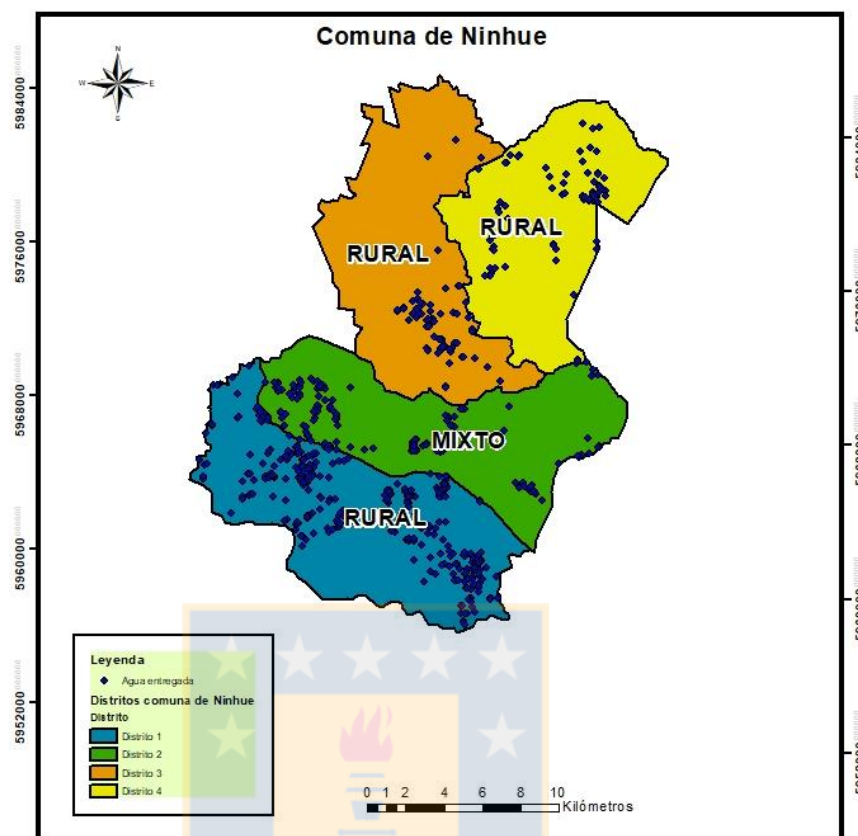 Comuna de Ninhue
N
W E
S
5984000
5976000
5968000
5960000
5952000
RURAL
RURAL
MIXTO
RURAL
Leyenda
Agua entregada
Distritos comuna de Ninhue
Distrito
Distrito 1
Distrito 2
Distrito 3
Distrito 4
0 1 2 4 6 8 10
Kilómetros